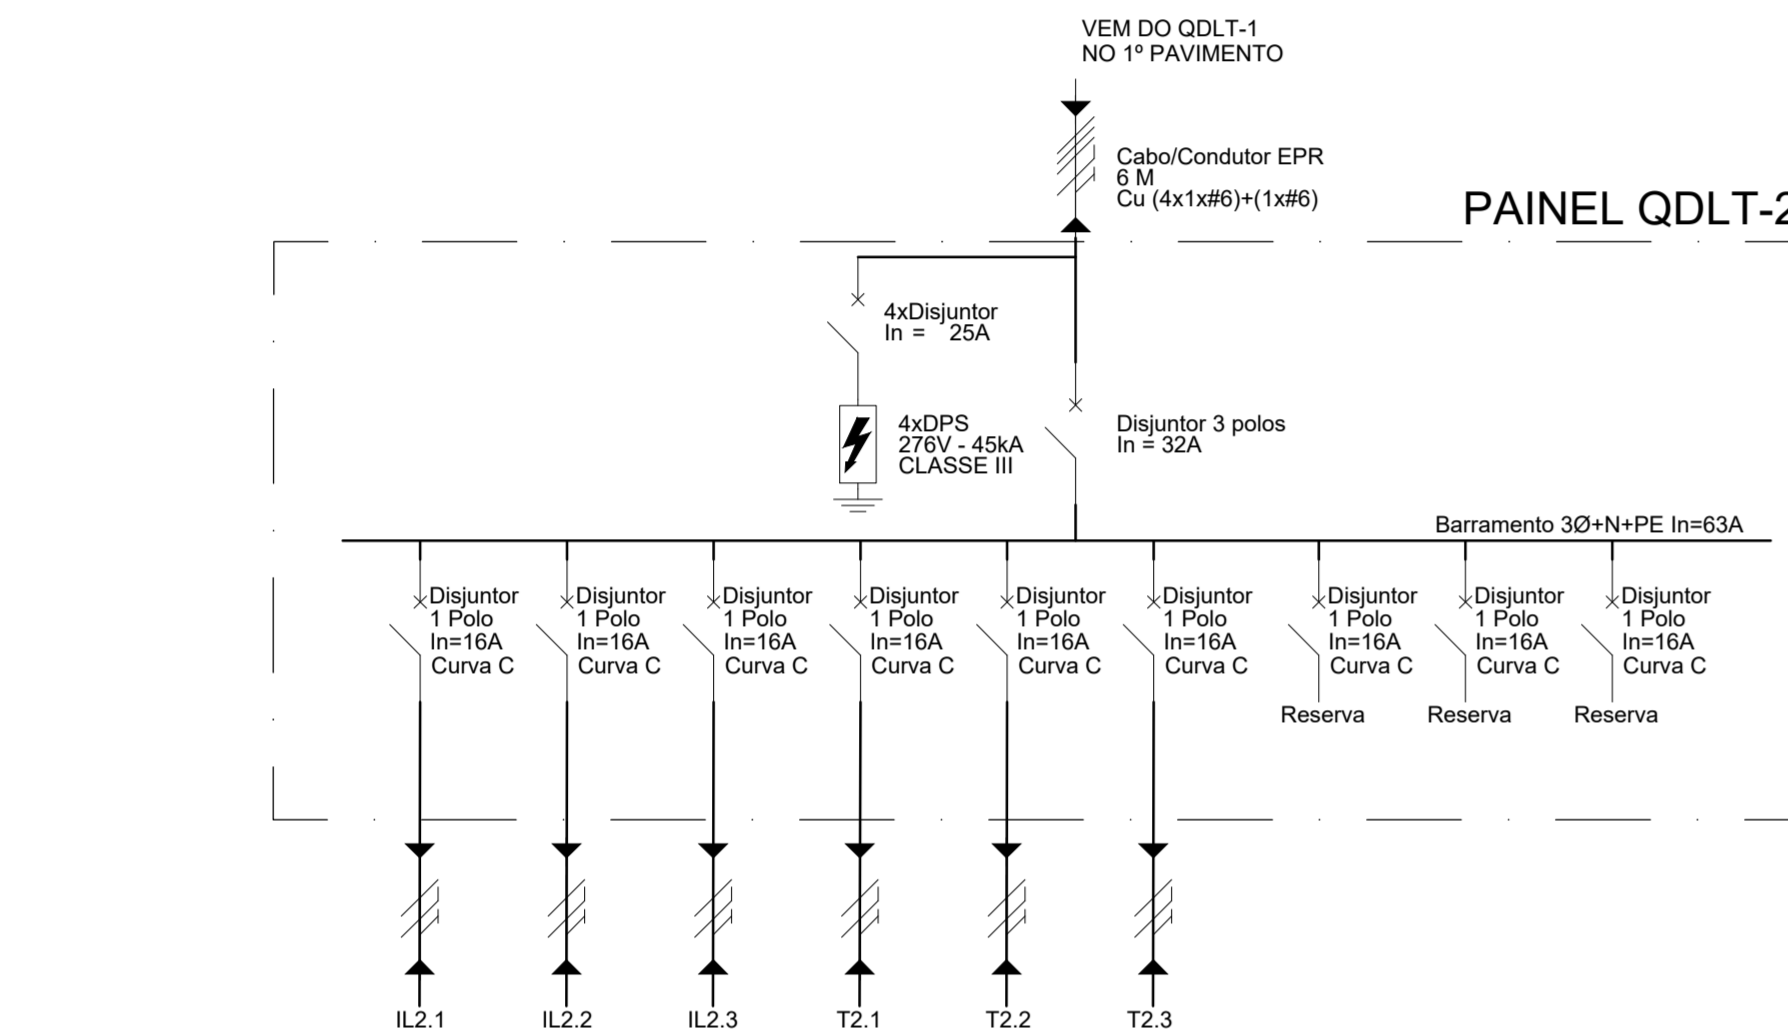 VEM DO QDLT-1
NO 1º PAVIMENTO
Cabo/Condutor EPR
6 M
Cu (4x1x#6)+(1x#6)
PAINEL QDLT-2
4xDisjuntor
In = 25A
4xDPS
276V - 45kA
CLASSE III
Disjuntor 3 polos
In = 32A
Barramento 3Ø+N+PE In=63A
Disjuntor
1 Polo
In=16A
Curva C
Disjuntor
1 Polo
In=16A
Curva C
Disjuntor
1 Polo
In=16A
Curva C
Disjuntor
1 Polo
In=16A
Curva C
Disjuntor
1 Polo
In=16A
Curva C
Disjuntor
1 Polo
In=16A
Curva C
Disjuntor
1 Polo
In=16A
Curva C
Reserva
Disjuntor
1 Polo
In=16A
Curva C
Reserva
Disjuntor
1 Polo
In=16A
Curva C
Reserva
IL2.1
IL2.2
IL2.3
T2.1
T2.2
T2.3